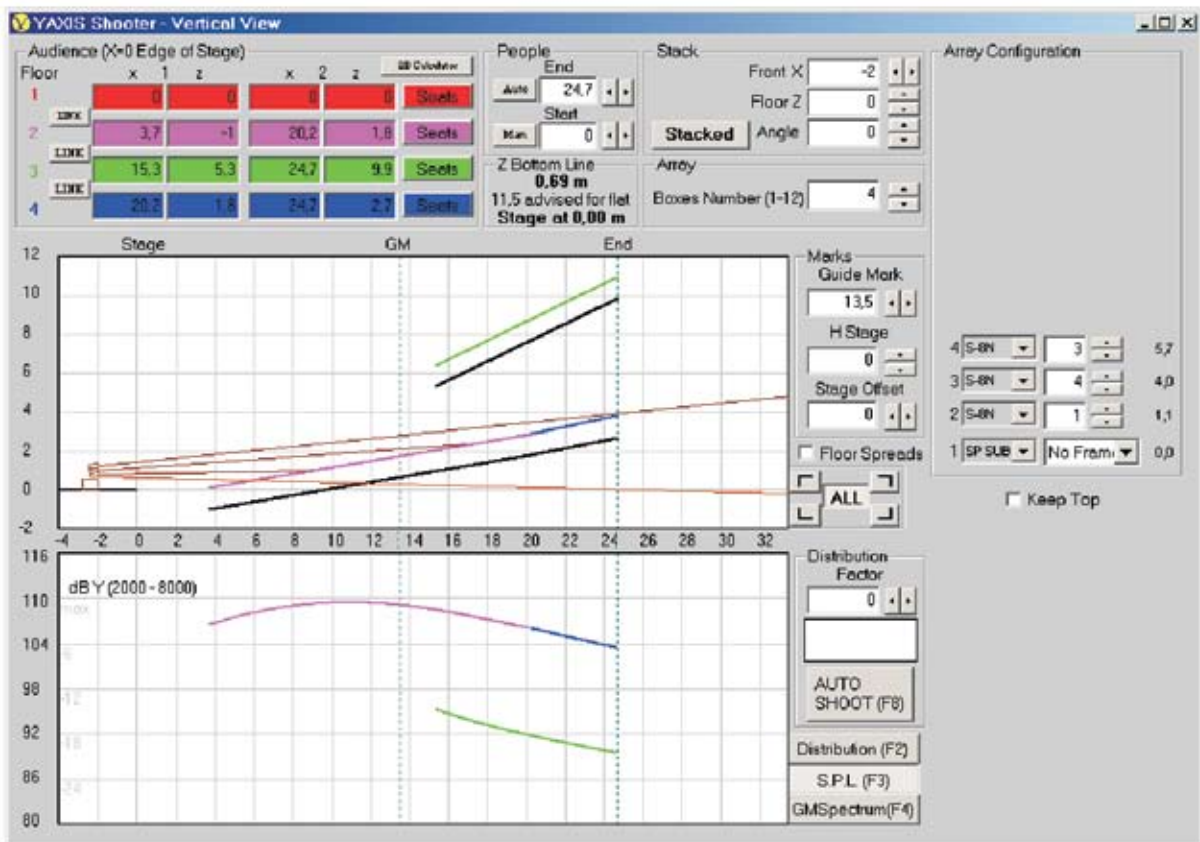 YAXIS Shooter - Vertical View
Audience (X=0 Edge of Stage)
Floor x 1 z x 2 z
1 0 0 0 0 Seats
LINK
2 3,7 -1 20,2 1,8 Seats
LINK
3 15,3 5,3 24,7 9,9 Seats
LINK
4 20,2 1,8 24,7 2,7 Seats
People
End
Auto 24,7
Start
0
Z Bottom Line
0,69 m
11,5 advised for flat
Stage at 0,00 m
Stack
Front X -2
Floor Z 0
Stacked Angle 0
Array
Boxes Number (1-12) 4
Array Configuration
4 S-8N 3 5,7
3 S-8N 4 4,0
2 S-8N 1 1,1
1 SP SUB No Fram 0,0
Keep Top
Stage GM End
12
10
8
6
4
2
0
-2
-4 -2 0 2 4 6 8 10 12 14 16 18 20 22 24 26 28 30 32
Marks
Guide Mark
13,5
H Stage
0
Stage Offset
0
Floor Spreads
ALL
116
110
104
98
92
86
80
dB Y (2000 - 8000)
max
-12
-18
-24
Distribution
Factor
0
AUTO
SHOOT (F8)
Distribution (F2)
S.P.L (F3)
GMSpectrum(F4)